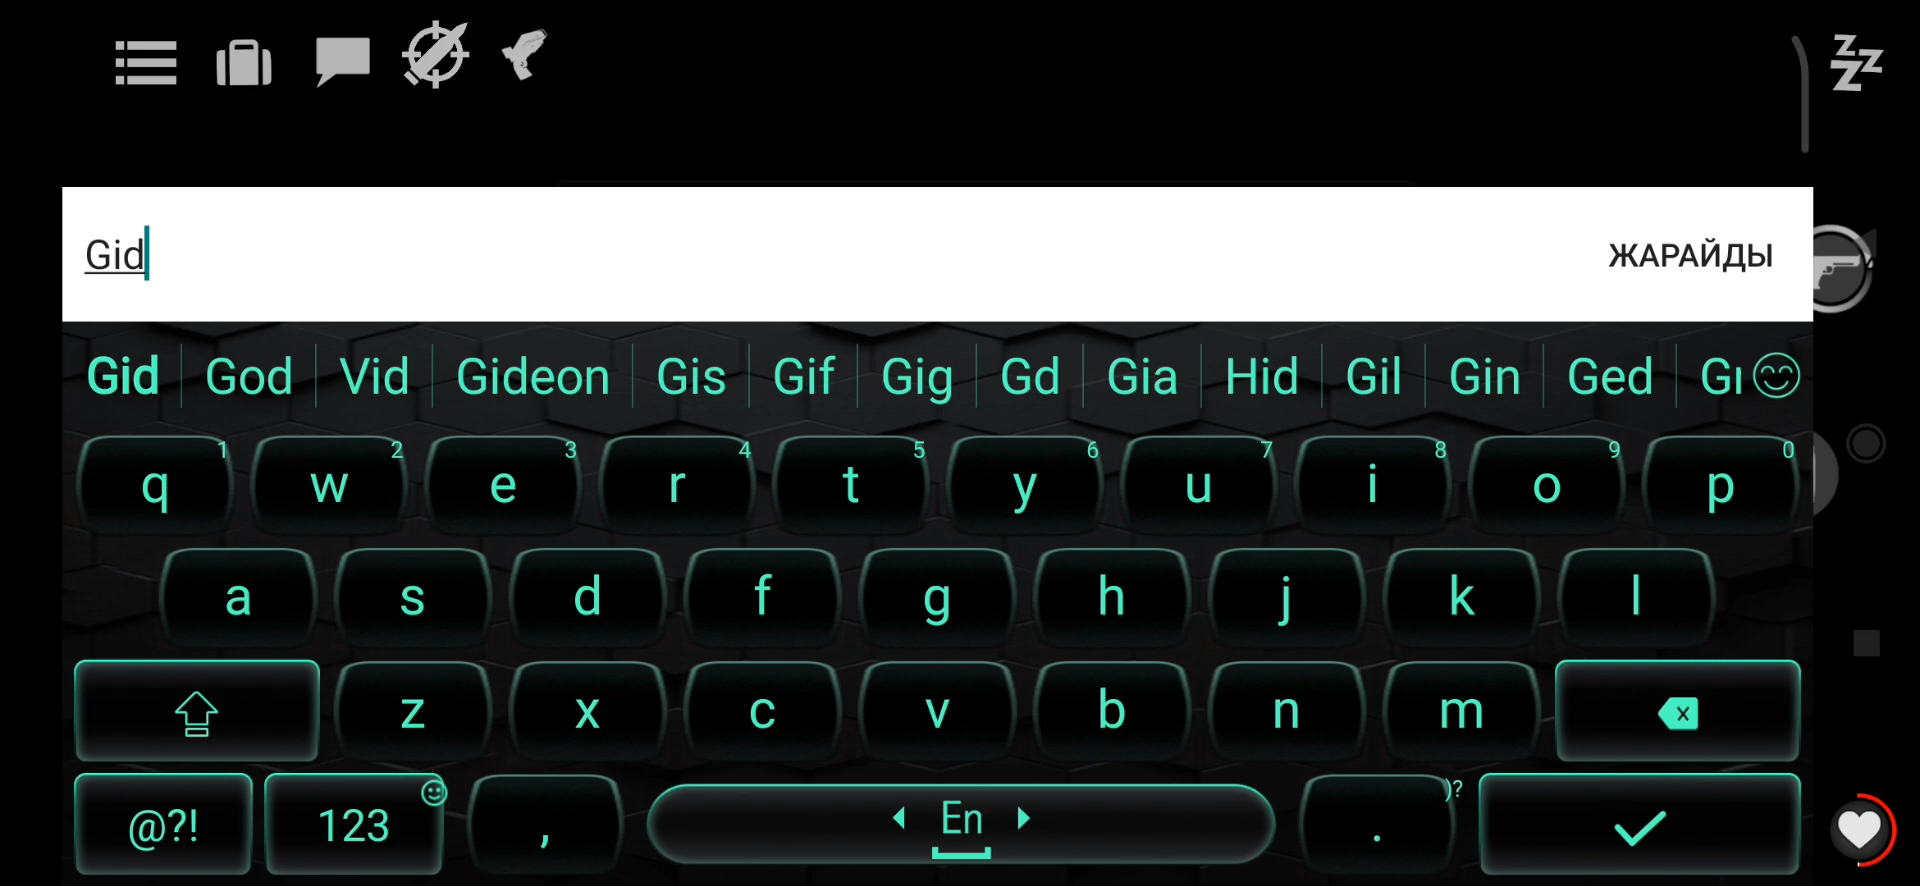 Gid
ЖАРАЙДЫ
Gid God Vid Gideon Gis Gif Gig Gd Gia Hid Gil Gin Ged
1 2 3 4 5 6 7 8 9 0
q w e r t y u i o p
a s d f g h j k l
z x c v b n m x
@?! 123 , En . )?